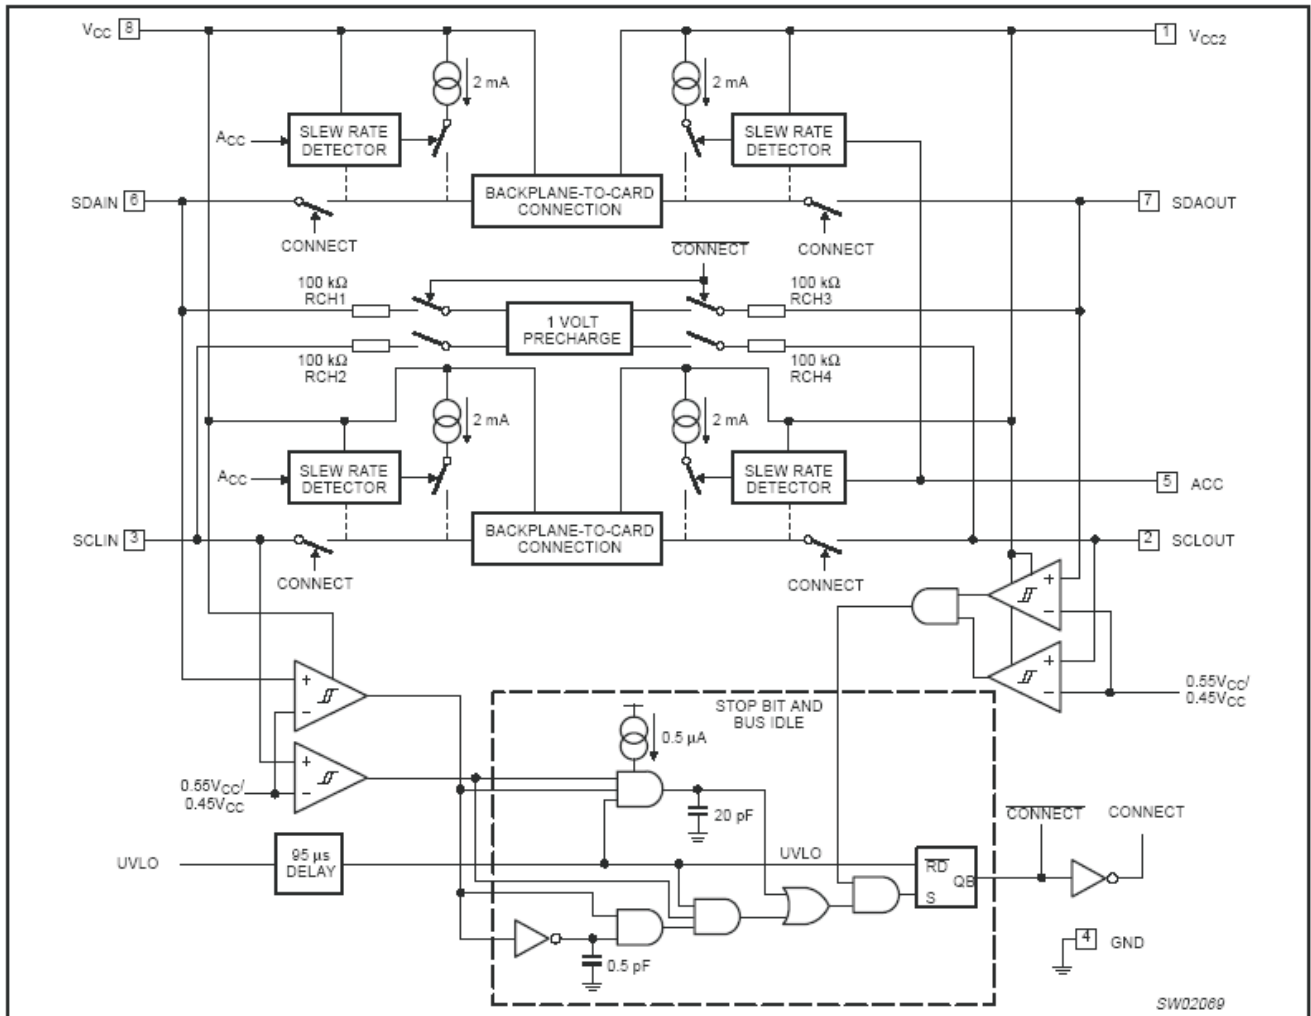 VCC 8
1 VCC2
2 mA
2 mA
ACC
SLEW RATE
DETECTOR
SLEW RATE
DETECTOR
SDAIN 6
BACKPLANE-TO-CARD
CONNECTION
7 SDAOUT
CONNECT
CONNECT
CONNECT
100 kΩ
RCH1
100 kΩ
RCH3
1 VOLT
PRECHARGE
100 kΩ
RCH2
100 kΩ
RCH4
2 mA
2 mA
ACC
SLEW RATE
DETECTOR
SLEW RATE
DETECTOR
5 ACC
SCLIN 3
BACKPLANE-TO-CARD
CONNECTION
2 SCLOUT
CONNECT
CONNECT
+
−
+
−
0.55VCC/
0.45VCC
+
−
+
−
0.55VCC/
0.45VCC
STOP BIT AND
BUS IDLE
0.5 µA
20 pF
CONNECT
CONNECT
UVLO
95 µs
DELAY
UVLO
RD
QB
S
0.5 pF
4 GND
SW02069